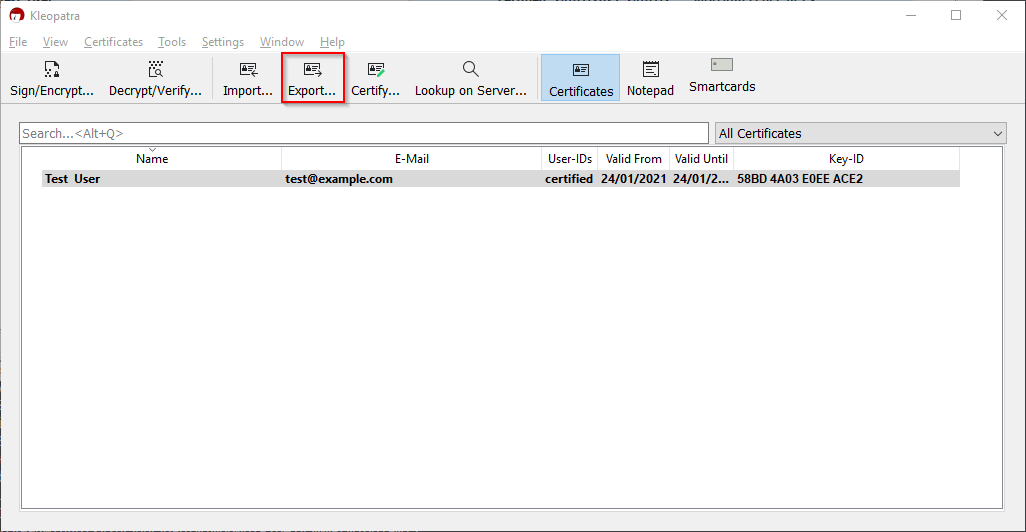 Kleopatra
File View Certificates Tools Settings Window Help
Sign/Encrypt... Decrypt/Verify... Import... Export... Certify... Lookup on Server... Certificates Notepad Smartcards
Search...<Alt+Q> All Certificates
Name E-Mail User-IDs Valid From Valid Until Key-ID
Test User test@example.com certified 24/01/2021 24/01/2... 58BD 4A03 E0EE ACE2